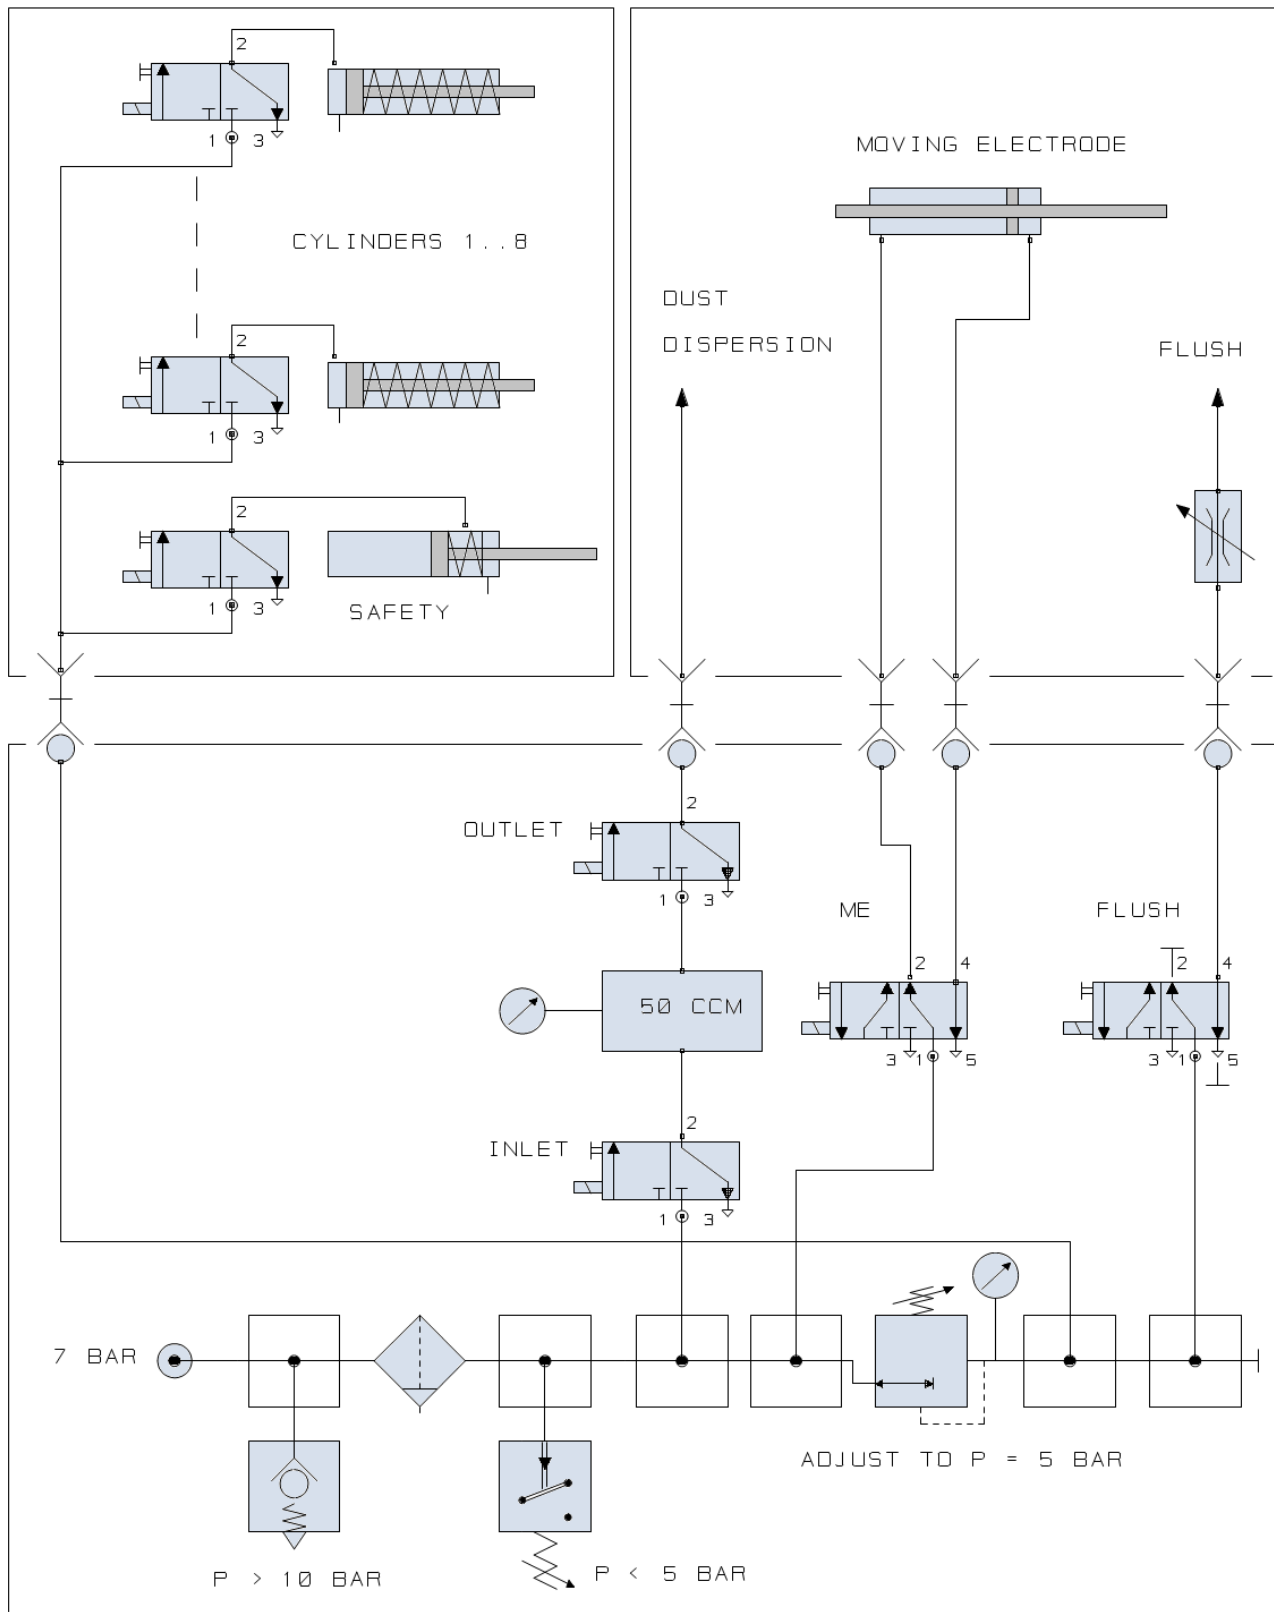 2
1 3
MOVING ELECTRODE
CYLINDERS 1..8
DUST
DISPERSION
FLUSH
2
1 3
2
1 3
SAFETY
2
OUTLET
1 3
ME
FLUSH
2 4
2 4
50 CCM
3 1 5
3 1 5
2
INLET
1 3
7 BAR
ADJUST TO P = 5 BAR
P > 10 BAR
P < 5 BAR